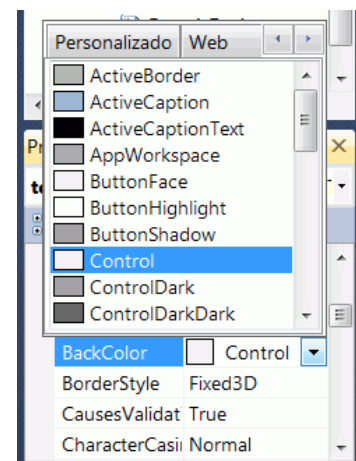 Personalizado Web
ActiveBorder
ActiveCaption
ActiveCaptionText
AppWorkspace
ButtonFace
ButtonHighlight
ButtonShadow
Control
ControlDark
ControlDarkDark
BackColor Control
BorderStyle Fixed3D
CausesValidat True
CharacterCasi Normal